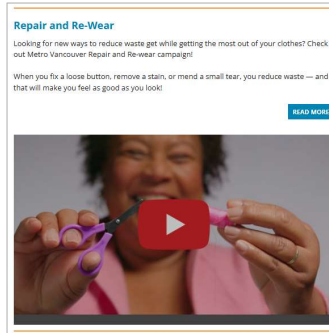 Repair and Re-Wear
Looking for new ways to reduce waste get while getting the most out of your clothes? Check
out Metro Vancouver Repair and Re-wear campaign!
When you fix a loose button, remove a stain, or mend a small tear, you reduce waste — and
that will make you feel as good as you look!
READ MORE